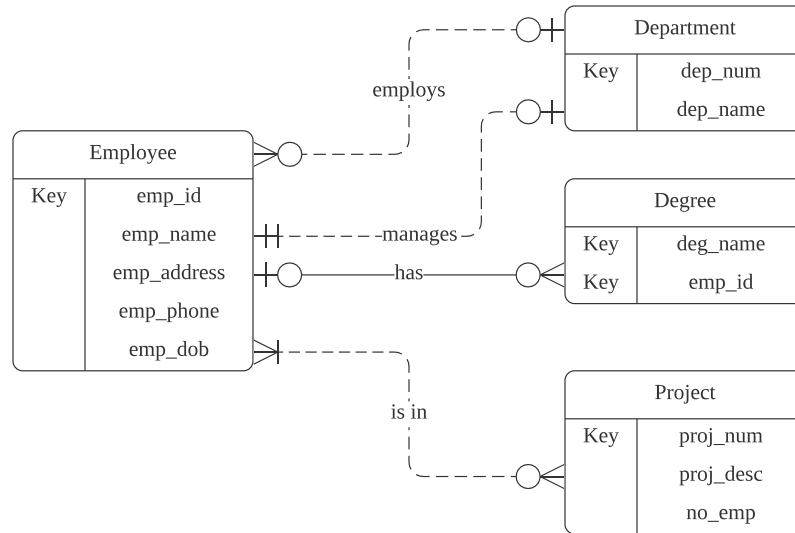 Department
Key dep_num
dep_name
employs
Employee
Key emp_id
emp_name
emp_address
emp_phone
emp_dob
manages
has
Degree
Key deg_name
Key emp_id
is in
Project
Key proj_num
proj_desc
no_emp